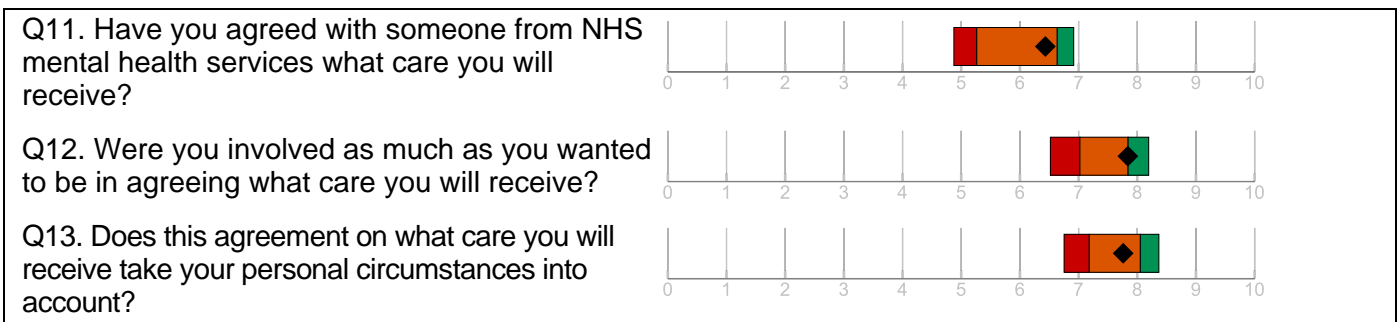 Q11. Have you agreed with someone from NHS
mental health services what care you will
receive?
0 1 2 3 4 5 6 7 8 9 10
Q12. Were you involved as much as you wanted
to be in agreeing what care you will receive?
0 1 2 3 4 5 6 7 8 9 10
Q13. Does this agreement on what care you will
receive take your personal circumstances into
account?
0 1 2 3 4 5 6 7 8 9 10